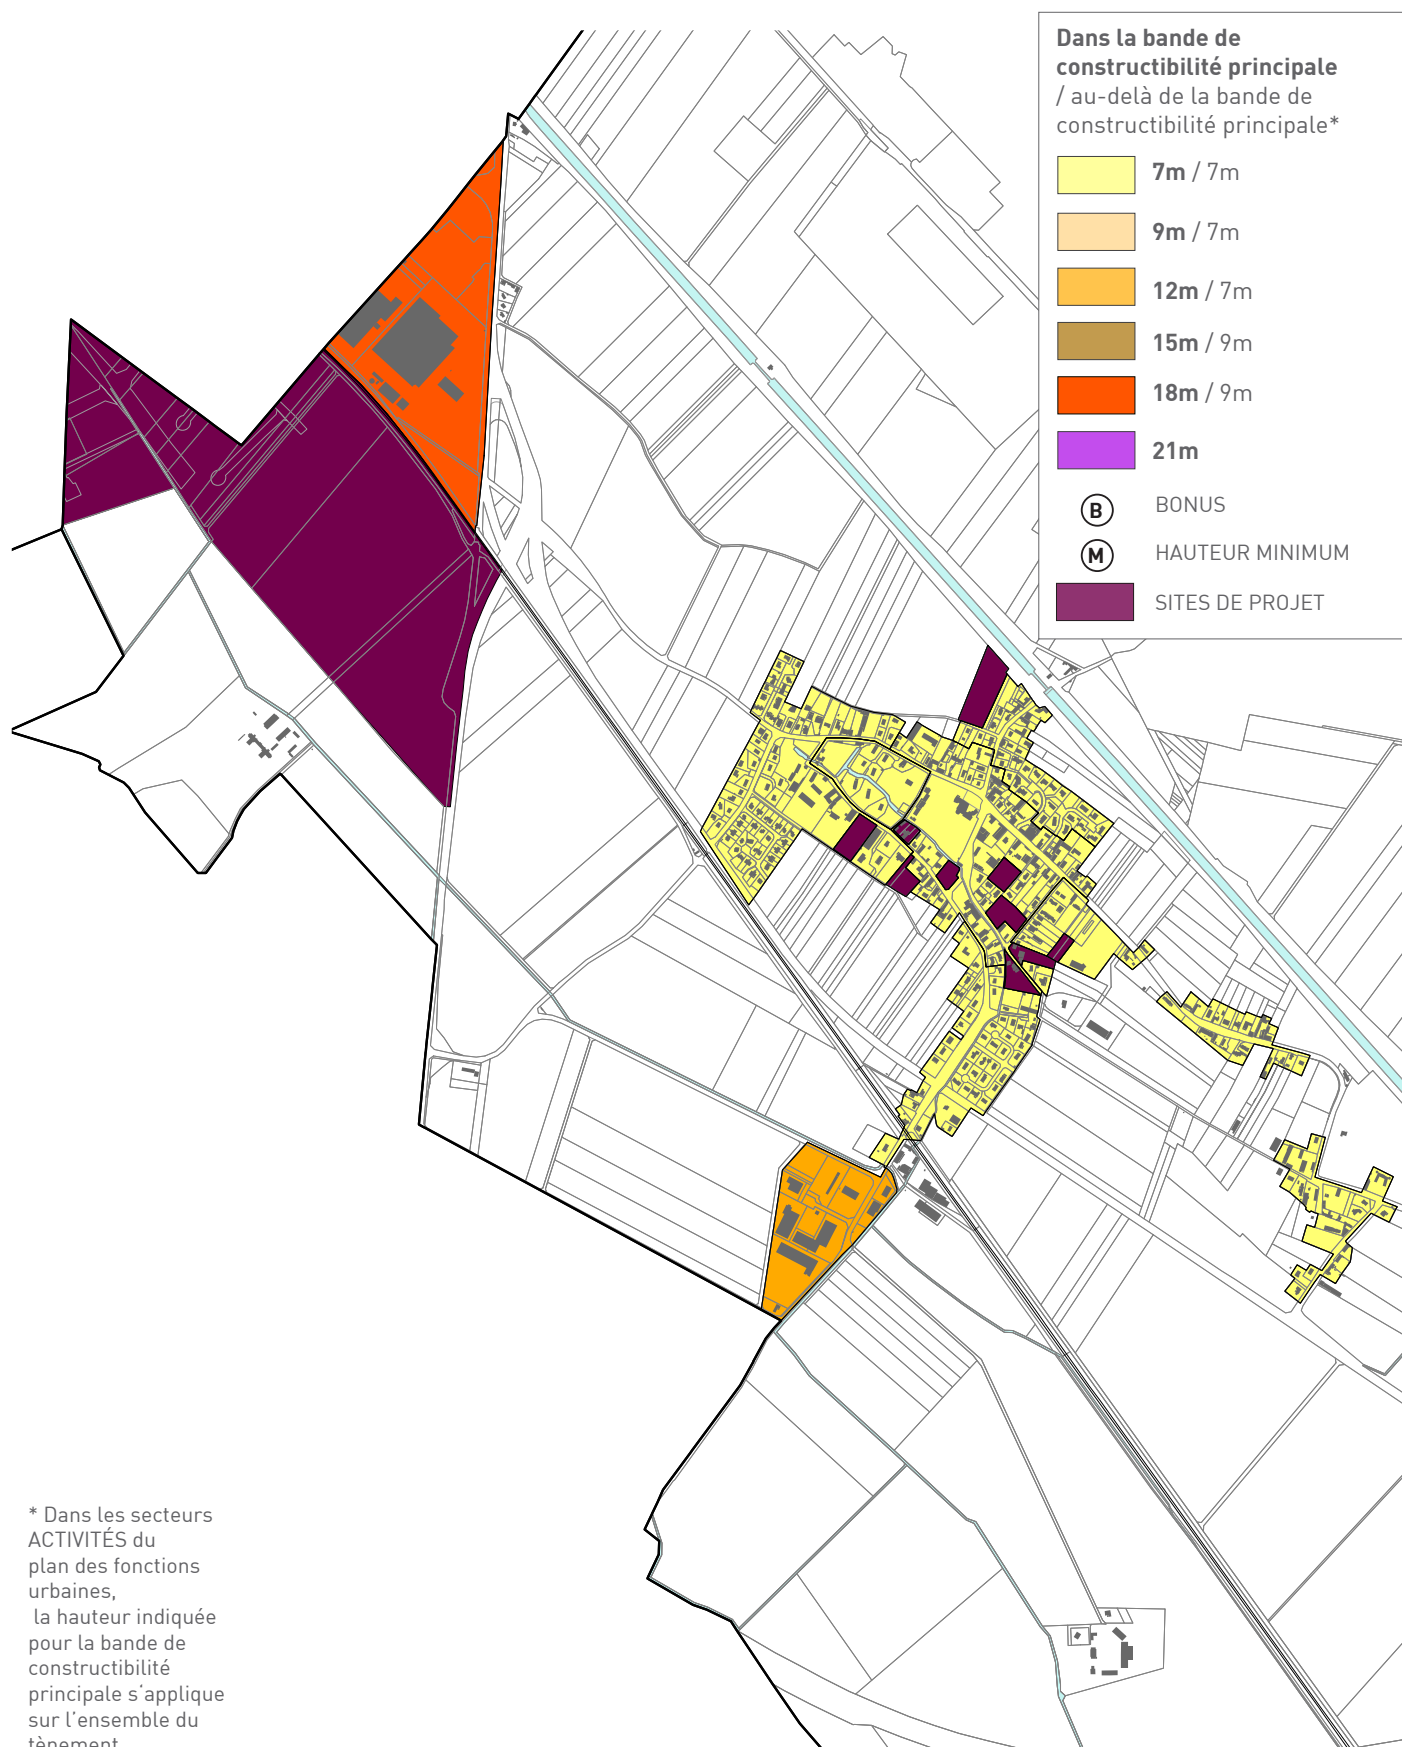 Dans la bande de
constructibilité principale
/ au-delà de la bande de
constructibilité principale*
7m / 7m
9m / 7m
12m / 7m
15m / 9m
18m / 9m
21m
B BONUS
M HAUTEUR MINIMUM
SITES DE PROJET
* Dans les secteurs
ACTIVITÉS du
plan des fonctions
urbaines,
la hauteur indiquée
pour la bande de
constructibilité
principale s'applique
sur l'ensemble du
tènement